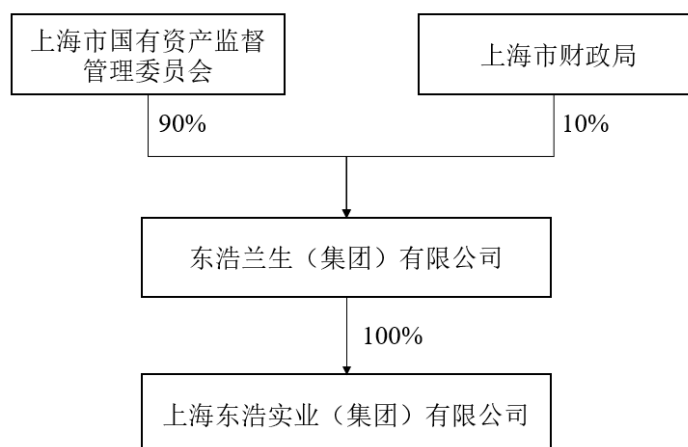 上海市国有资产监督
管理委员会
上海市财政局
90%
10%
东浩兰生（集团）有限公司
100%
上海东浩实业（集团）有限公司